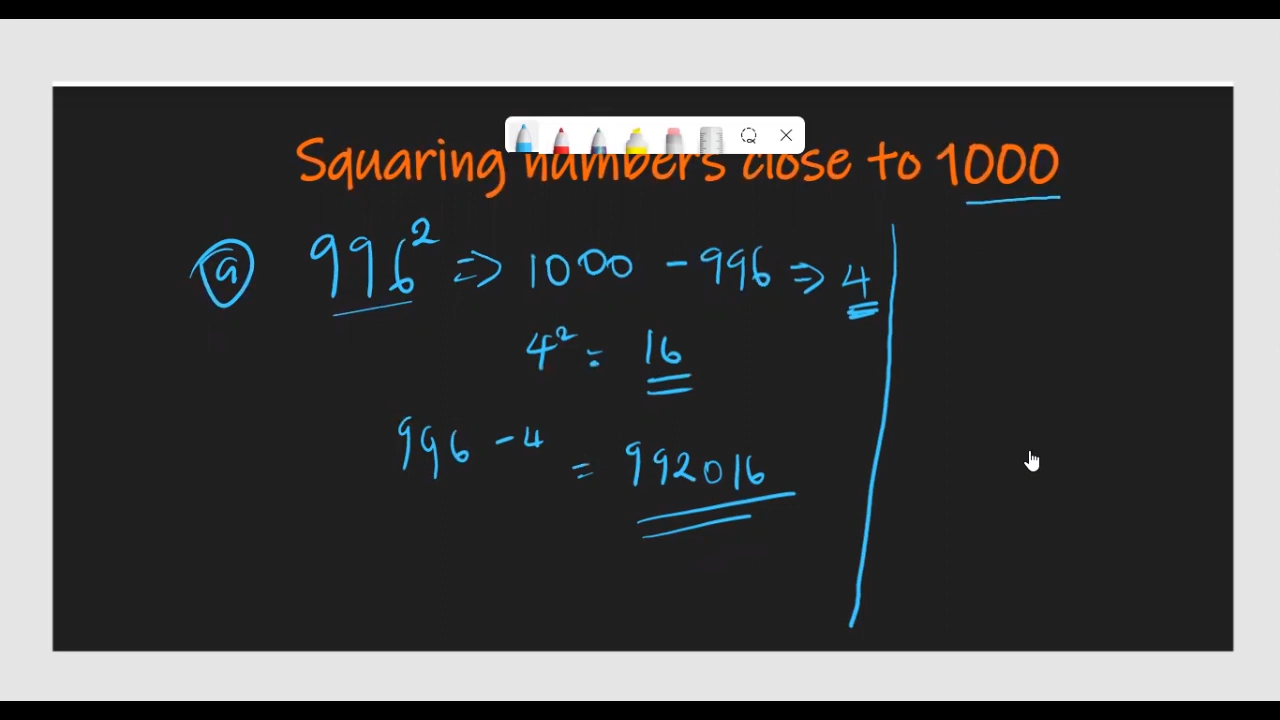 Squaring numbers close to 1000
a 996² => 1000 - 996 => 4
4² = 16
996 - 4 = 992016